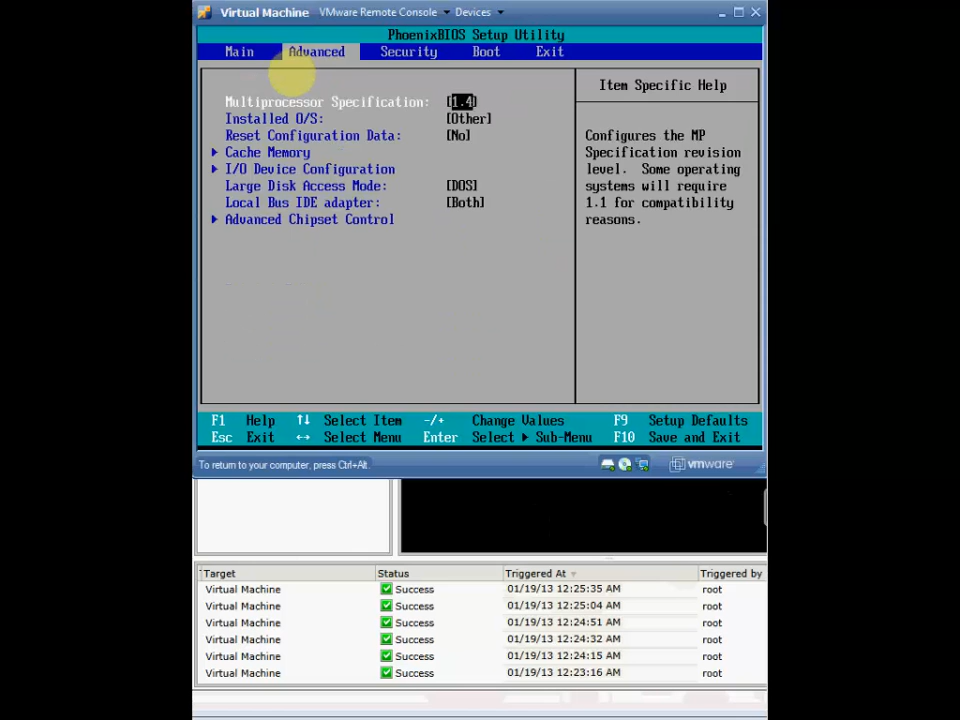 Virtual Machine VMware Remote Console Devices
PhoenixBIOS Setup Utility
Main Advanced Security Boot Exit
Item Specific Help
Multiprocessor Specification: [1.4]
Installed O/S: [Other]
Reset Configuration Data: [No]
Cache Memory
I/O Device Configuration
Large Disk Access Mode: [DOS]
Local Bus IDE adapter: [Both]
Advanced Chipset Control
Configures the MP
Specification revision
level. Some operating
systems will require
1.1 for compatibility
reasons.
F1 Help ↑↓ Select Item -/+ Change Values F9 Setup Defaults
Esc Exit ↔ Select Menu Enter Select ▶ Sub-Menu F10 Save and Exit
To return to your computer, press Ctrl+Alt
vmware
Target Status Triggered At Triggered by
Virtual Machine Success 01/19/13 12:25:35 AM root
Virtual Machine Success 01/19/13 12:25:04 AM root
Virtual Machine Success 01/19/13 12:24:51 AM root
Virtual Machine Success 01/19/13 12:24:32 AM root
Virtual Machine Success 01/19/13 12:24:15 AM root
Virtual Machine Success 01/19/13 12:23:16 AM root